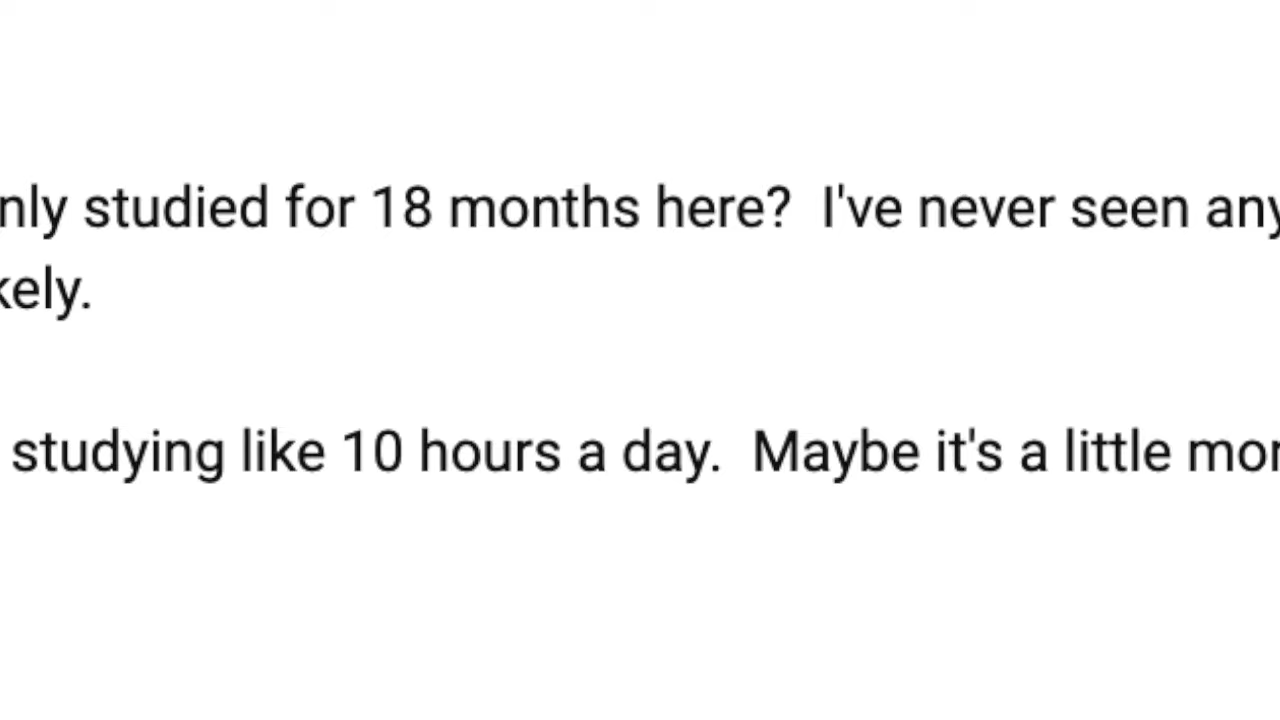 nly studied for 18 months here?  I've never seen any
kely.
studying like 10 hours a day.  Maybe it's a little mor